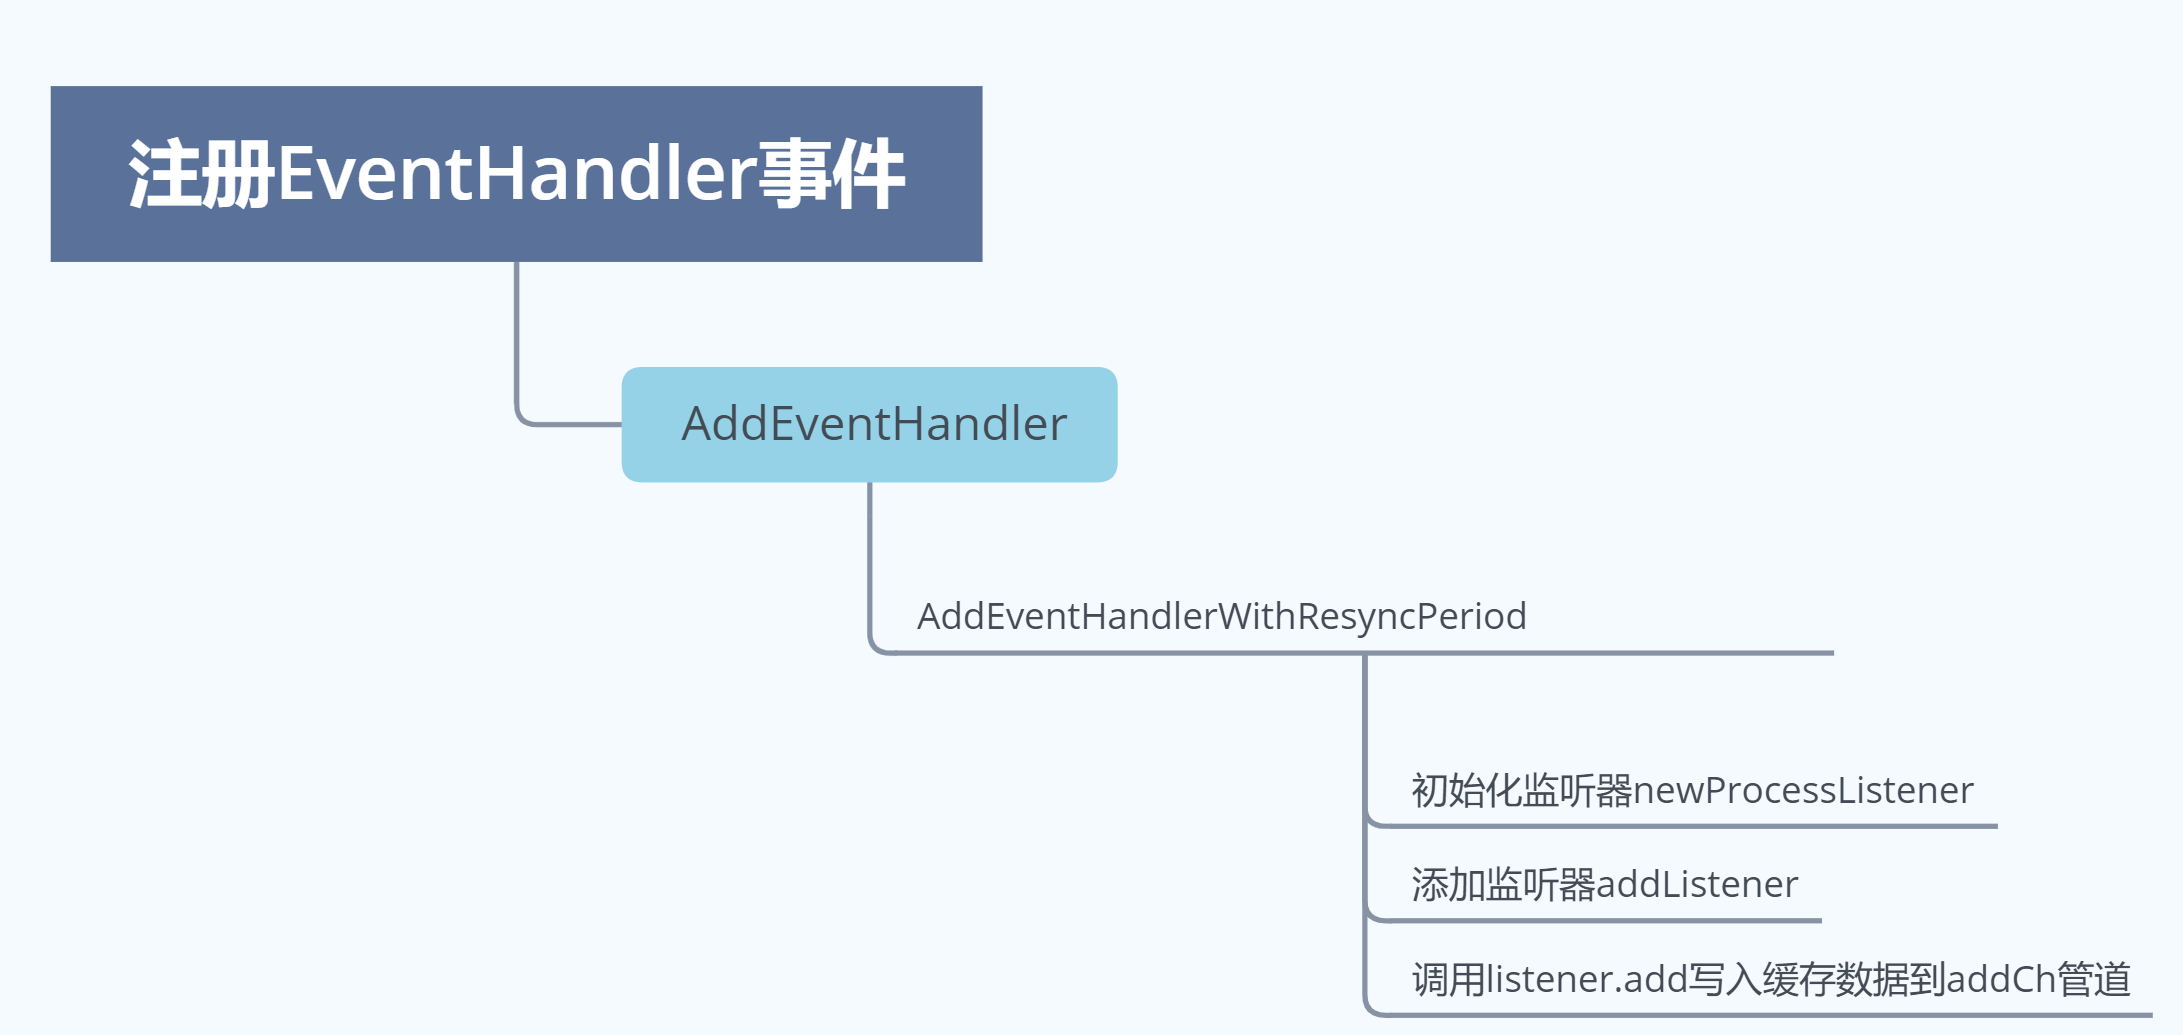 注册EventHandler事件
AddEventHandler
AddEventHandlerWithResyncPeriod
初始化监听器newProcessListener
添加监听器addListener
调用listener.add写入缓存数据到addCh管道